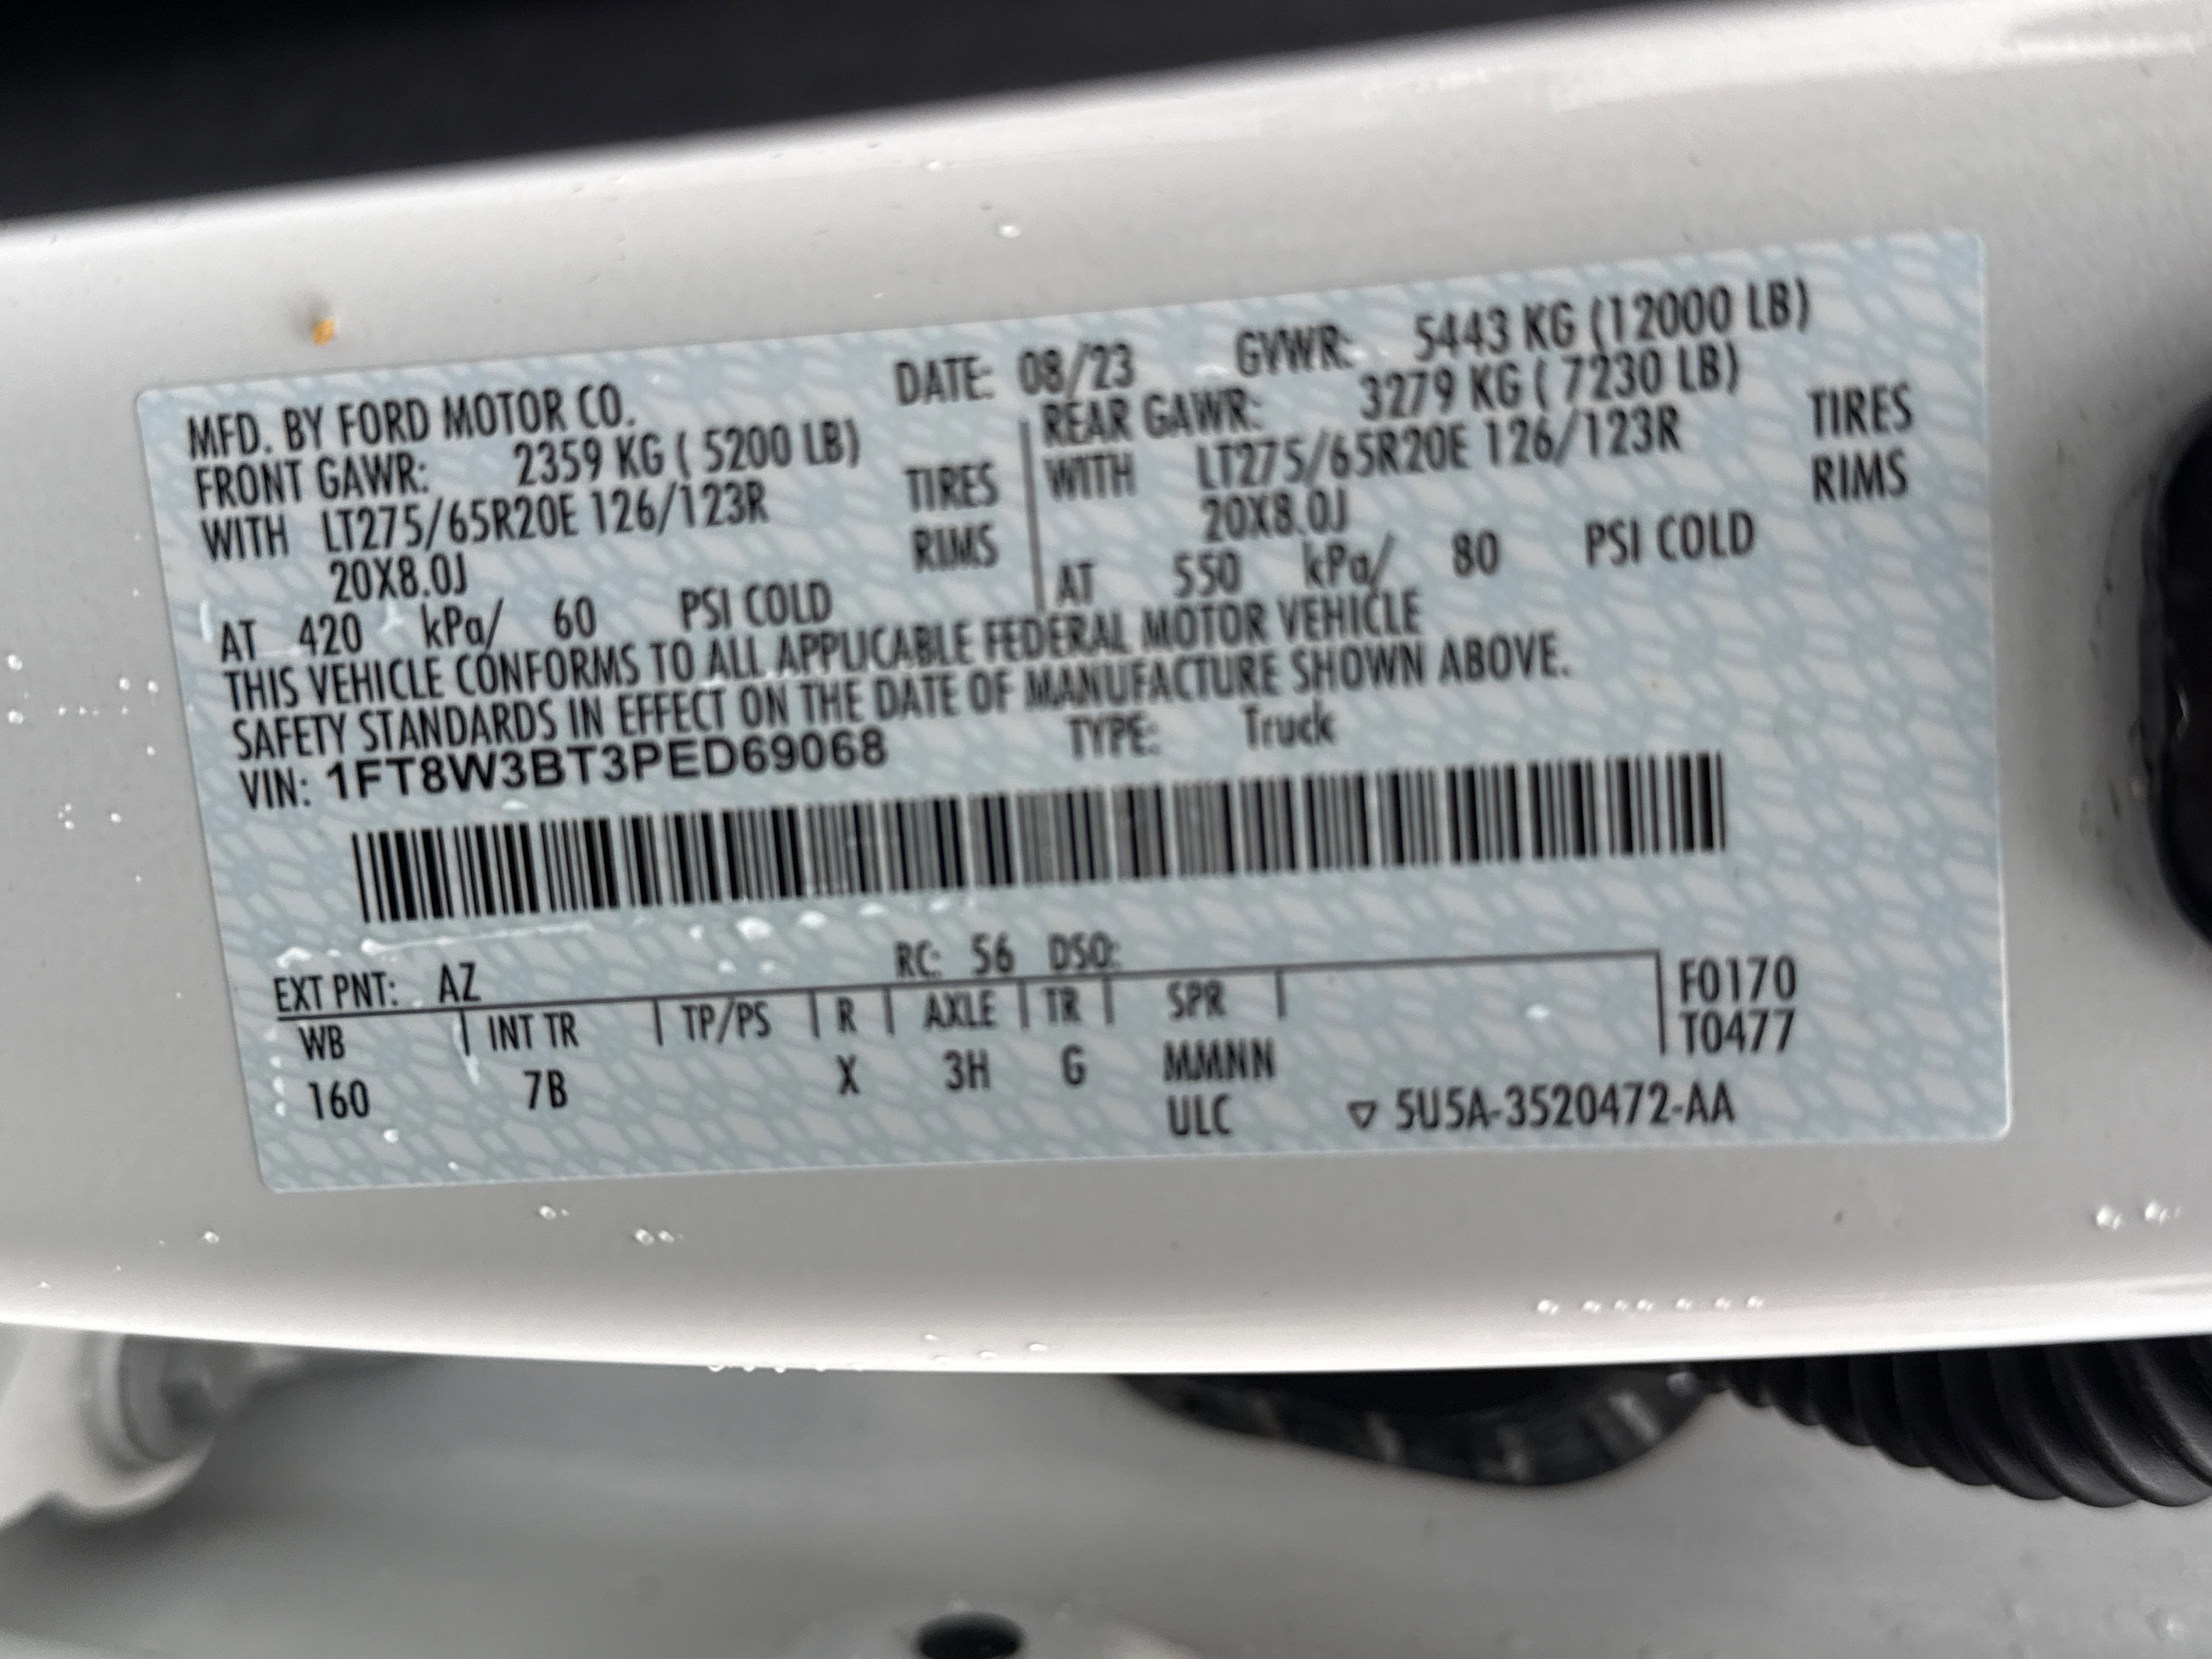 MFD. BY FORD MOTOR CO. DATE: 08/23 GVWR: 5443 KG (12000 LB)
FRONT GAWR: 2359 KG ( 5200 LB) REAR GAWR: 3279 KG ( 7230 LB)
WITH LT275/65R20E 126/123R TIRES WITH LT275/65R20E 126/123R TIRES
20X8.0J RIMS 20X8.0J RIMS
AT 420 kPa/ 60 PSI COLD AT 550 kPa/ 80 PSI COLD
THIS VEHICLE CONFORMS TO ALL APPLICABLE FEDERAL MOTOR VEHICLE
SAFETY STANDARDS IN EFFECT ON THE DATE OF MANUFACTURE SHOWN ABOVE.
VIN: 1FT8W3BT3PED69068 TYPE: Truck
EXT PNT: AZ RC: 56 DSO:
WB INT TR TP/PS R AXLE TR SPR F0170
160 7B X 3H G MMNN T0477
ULC ▽ 5U5A-3520472-AA